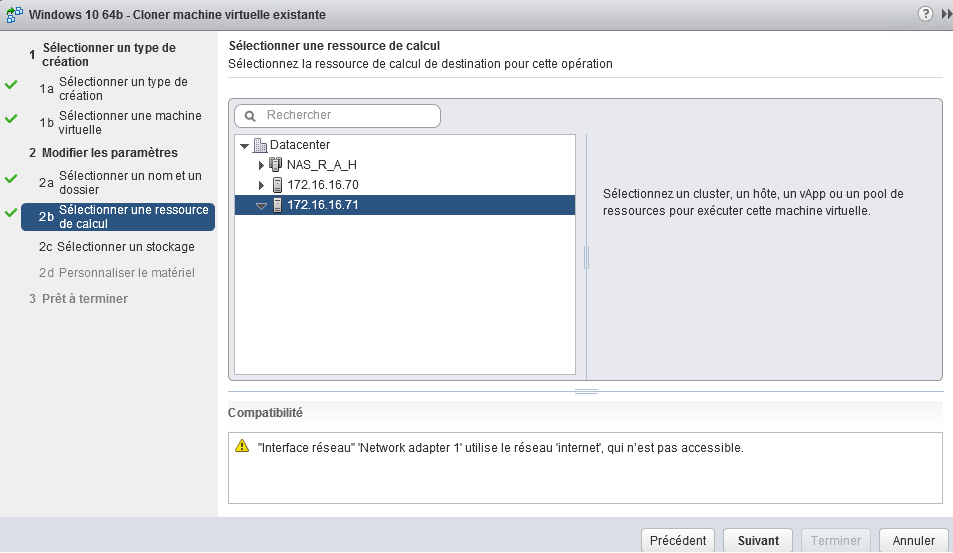 Windows 10 64b - Cloner machine virtuelle existante
?
1 Sélectionner un type de
création
1a Sélectionner un type de
création
1b Sélectionner une machine
virtuelle
2 Modifier les paramètres
2a Sélectionner un nom et un
dossier
2b Sélectionner une ressource
de calcul
2c Sélectionner un stockage
2d Personnaliser le matériel
3 Prêt à terminer
Sélectionner une ressource de calcul
Sélectionnez la ressource de calcul de destination pour cette opération
Rechercher
Datacenter
NAS_R_A_H
172.16.16.70
172.16.16.71
Sélectionnez un cluster, un hôte, un vApp ou un pool de
ressources pour exécuter cette machine virtuelle.
Compatibilité
"Interface réseau" 'Network adapter 1' utilise le réseau 'internet', qui n'est pas accessible.
Précédent
Suivant
Terminer
Annuler